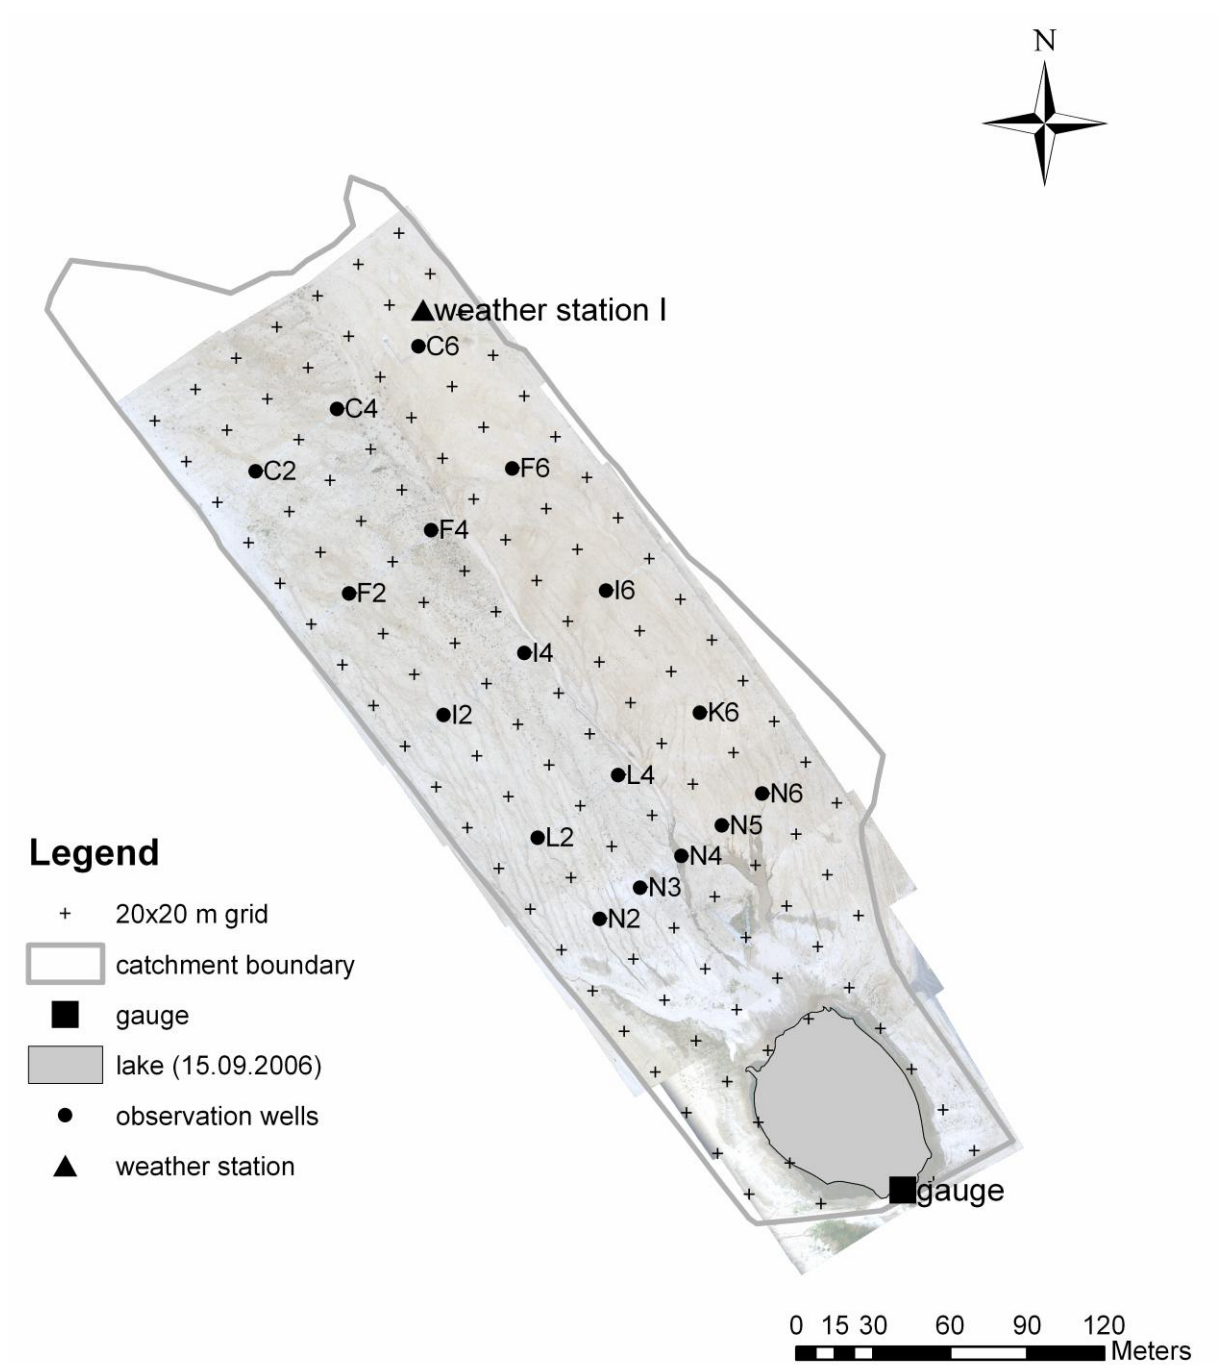 N
weather station I
C6
C4
C2
F6
F4
F2
I6
I4
I2
K6
L4
N6
N5
L2
N4
N3
N2
Legend
20x20 m grid
catchment boundary
gauge
lake (15.09.2006)
observation wells
weather station
gauge
0 15 30 60 90 120
Meters